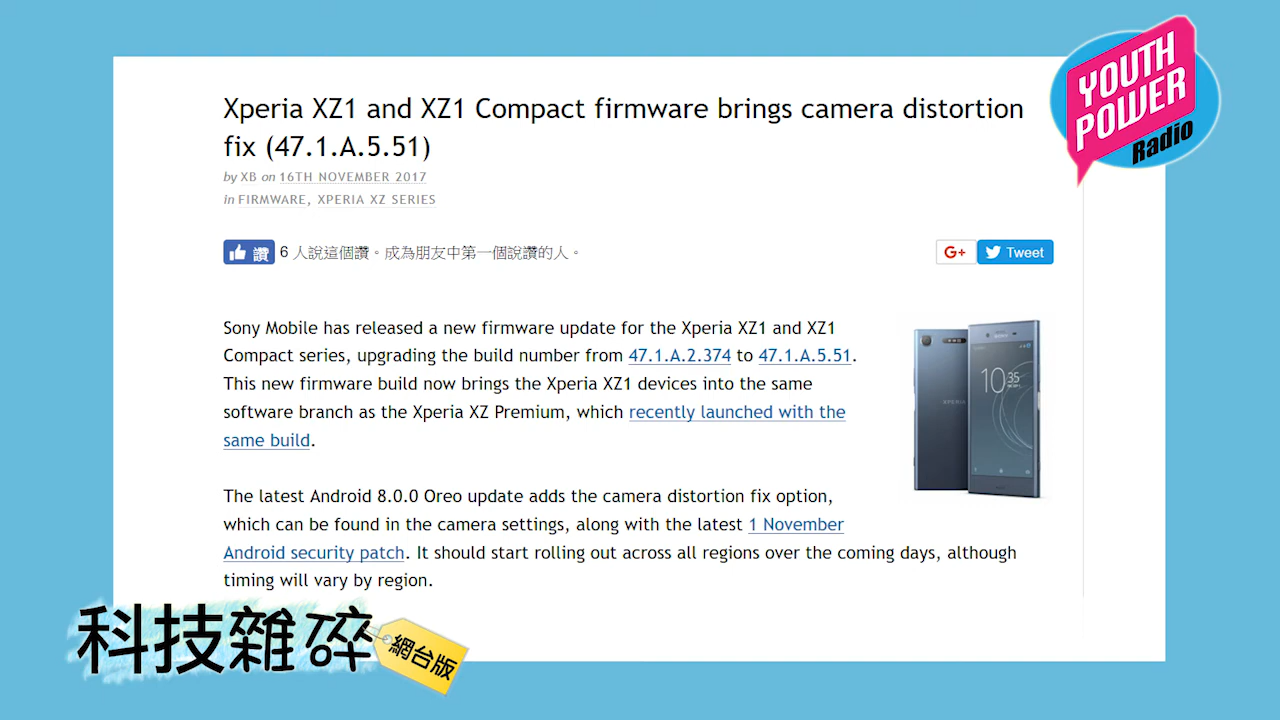 YOUTH
POWER
Radio
Xperia XZ1 and XZ1 Compact firmware brings camera distortion
fix (47.1.A.5.51)
by XB on 16TH NOVEMBER 2017
in FIRMWARE, XPERIA XZ SERIES
讚 6 人說這個讚。成為朋友中第一個說讚的人。
G+ Tweet
Sony Mobile has released a new firmware update for the Xperia XZ1 and XZ1
Compact series, upgrading the build number from 47.1.A.2.374 to 47.1.A.5.51.
This new firmware build now brings the Xperia XZ1 devices into the same
software branch as the Xperia XZ Premium, which recently launched with the
same build.
XPERIA
10 35
The latest Android 8.0.0 Oreo update adds the camera distortion fix option,
which can be found in the camera settings, along with the latest 1 November
Android security patch. It should start rolling out across all regions over the coming days, although
timing will vary by region.
科技雜碎
網台版